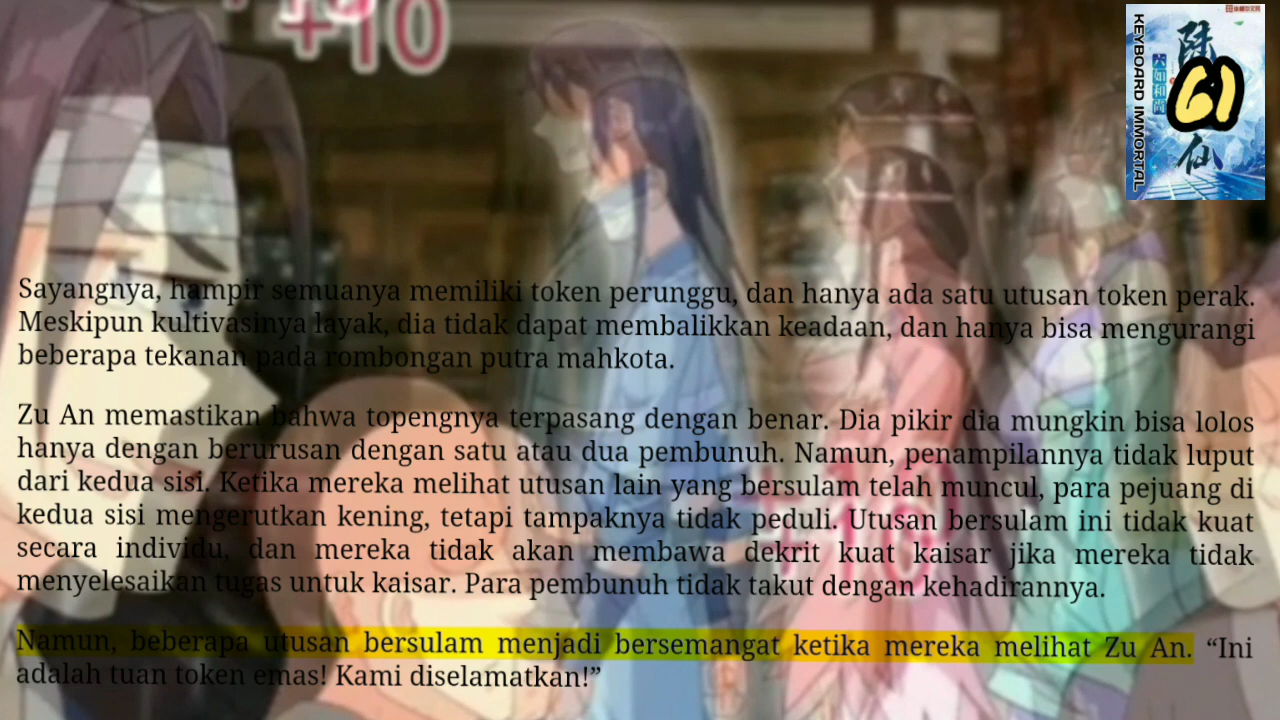 +10
KEYBOARD IMMORTAL
陆
61
仙
六如和尚
Sayangnya, hampir semuanya memiliki token perunggu, dan hanya ada satu utusan token perak.
Meskipun kultivasinya layak, dia tidak dapat membalikkan keadaan, dan hanya bisa mengurangi
beberapa tekanan pada rombongan putra mahkota.
Zu An memastikan bahwa topengnya terpasang dengan benar. Dia pikir dia mungkin bisa lolos
hanya dengan berurusan dengan satu atau dua pembunuh. Namun, penampilannya tidak luput
dari kedua sisi. Ketika mereka melihat utusan lain yang bersulam telah muncul, para pejuang di
kedua sisi mengerutkan kening, tetapi tampaknya tidak peduli. Utusan bersulam ini tidak kuat
secara individu, dan mereka tidak akan membawa dekrit kuat kaisar jika mereka tidak
menyelesaikan tugas untuk kaisar. Para pembunuh tidak takut dengan kehadirannya.
Namun, beberapa utusan bersulam menjadi bersemangat ketika mereka melihat Zu An. “Ini
adalah tuan token emas! Kami diselamatkan!”